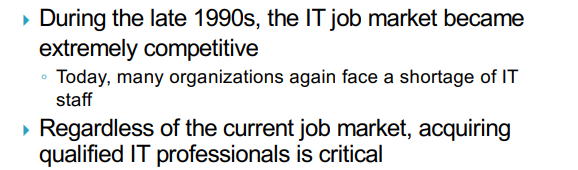 During the late 1990s, the IT job market became
extremely competitive
Today, many organizations again face a shortage of IT
staff
Regardless of the current job market, acquiring
qualified IT professionals is critical